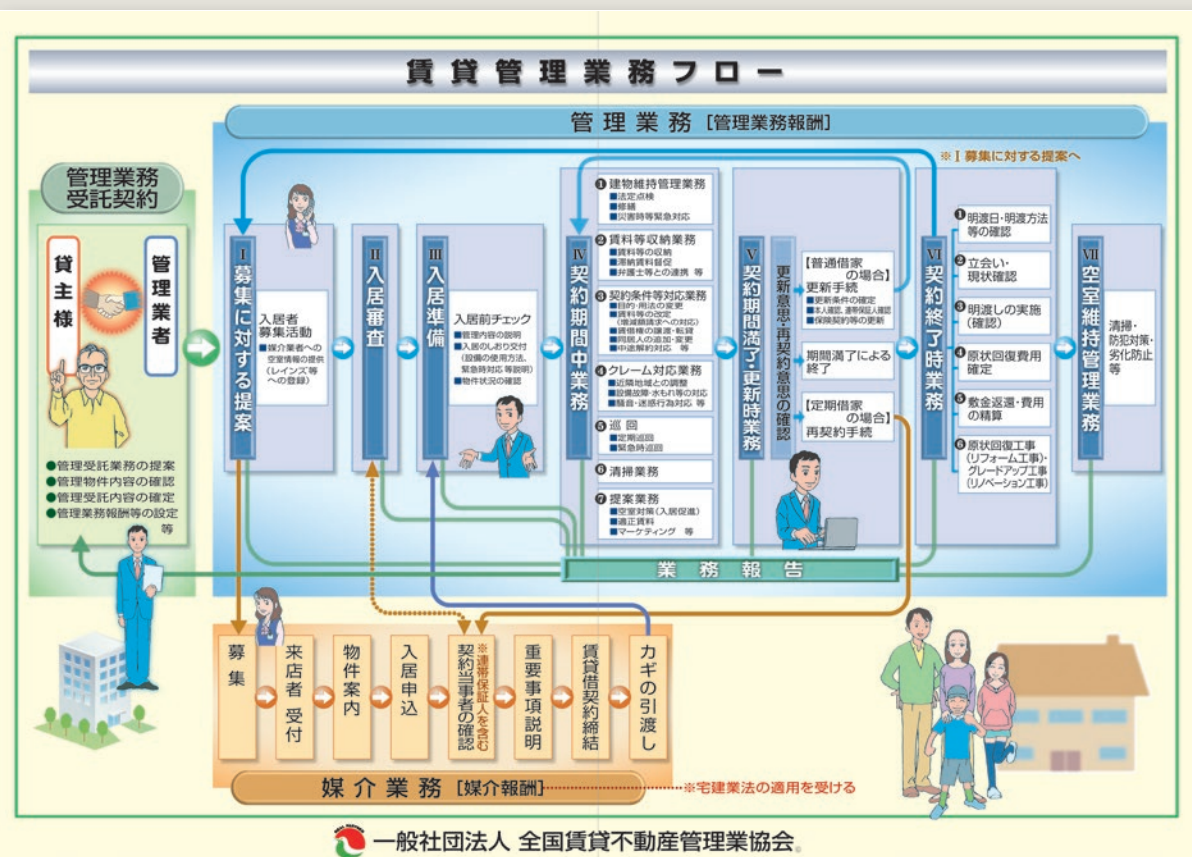 賃貸管理業務フロー
管理業務［管理業務報酬］
※Ⅰ募集に対する提案へ
管理業務
受託契約
貸主様
管理業者
●管理受託業務の提案
●管理物件内容の確認
●管理受託内容の確定
●管理業務報酬等の設定
等
Ⅰ募集に対する提案
入居者
募集活動
■媒介業者への
空室情報の提供
(レインズ等
への登録)
Ⅱ入居審査
Ⅲ入居準備
入居前チェック
■管理内容の説明
■入居のしおり交付
(設備の使用方法、
緊急時対応等説明)
■物件状況の確認
Ⅳ契約期間中業務
❶建物維持管理業務
■法定点検
■修繕
■災害時等緊急対応
❷賃料等収納業務
■賃料等の収納
■滞納賃料督促
■弁護士等との連携 等
❸契約条件等対応業務
■目的・用法の変更
■賃料等の改定
(増減額請求への対応)
■賃借権の譲渡・転貸
■同居人の追加・変更
■中途解約対応 等
❹クレーム対応業務
■近隣地域との調整
■設備故障・水もれ等の対応
■騒音・迷惑行為対応 等
❺巡回
■定期巡回
■緊急時巡回
❻清掃業務
❼提案業務
■空室対策(入居促進)
■適正賃料
■マーケティング 等
Ⅴ契約期間満了・更新時業務
更新意思・再契約意思の確認
【普通借家
の場合】
更新手続
■更新条件の確定
■本人確認、連帯保証人確認
■保険契約等の更新
期間満了による
終了
【定期借家
の場合】
再契約手続
Ⅵ契約終了時業務
❶明渡日・明渡方法
等の確認
❷立会い・
現状確認
❸明渡しの実施
(確認)
❹原状回復費用
確定
❺敷金返還・費用
の精算
❻原状回復工事
(リフォーム工事)・
グレードアップ工事
(リノベーション工事)
Ⅶ空室維持管理業務
清掃・
防犯対策・
劣化防止
等
業務報告
募集
来店者 受付
物件案内
入居申込
契約当事者の確認
※連帯保証人を含む
重要事項説明
賃貸借契約締結
カギの引渡し
媒介業務［媒介報酬］
※宅建業法の適用を受ける
一般社団法人 全国賃貸不動産管理業協会